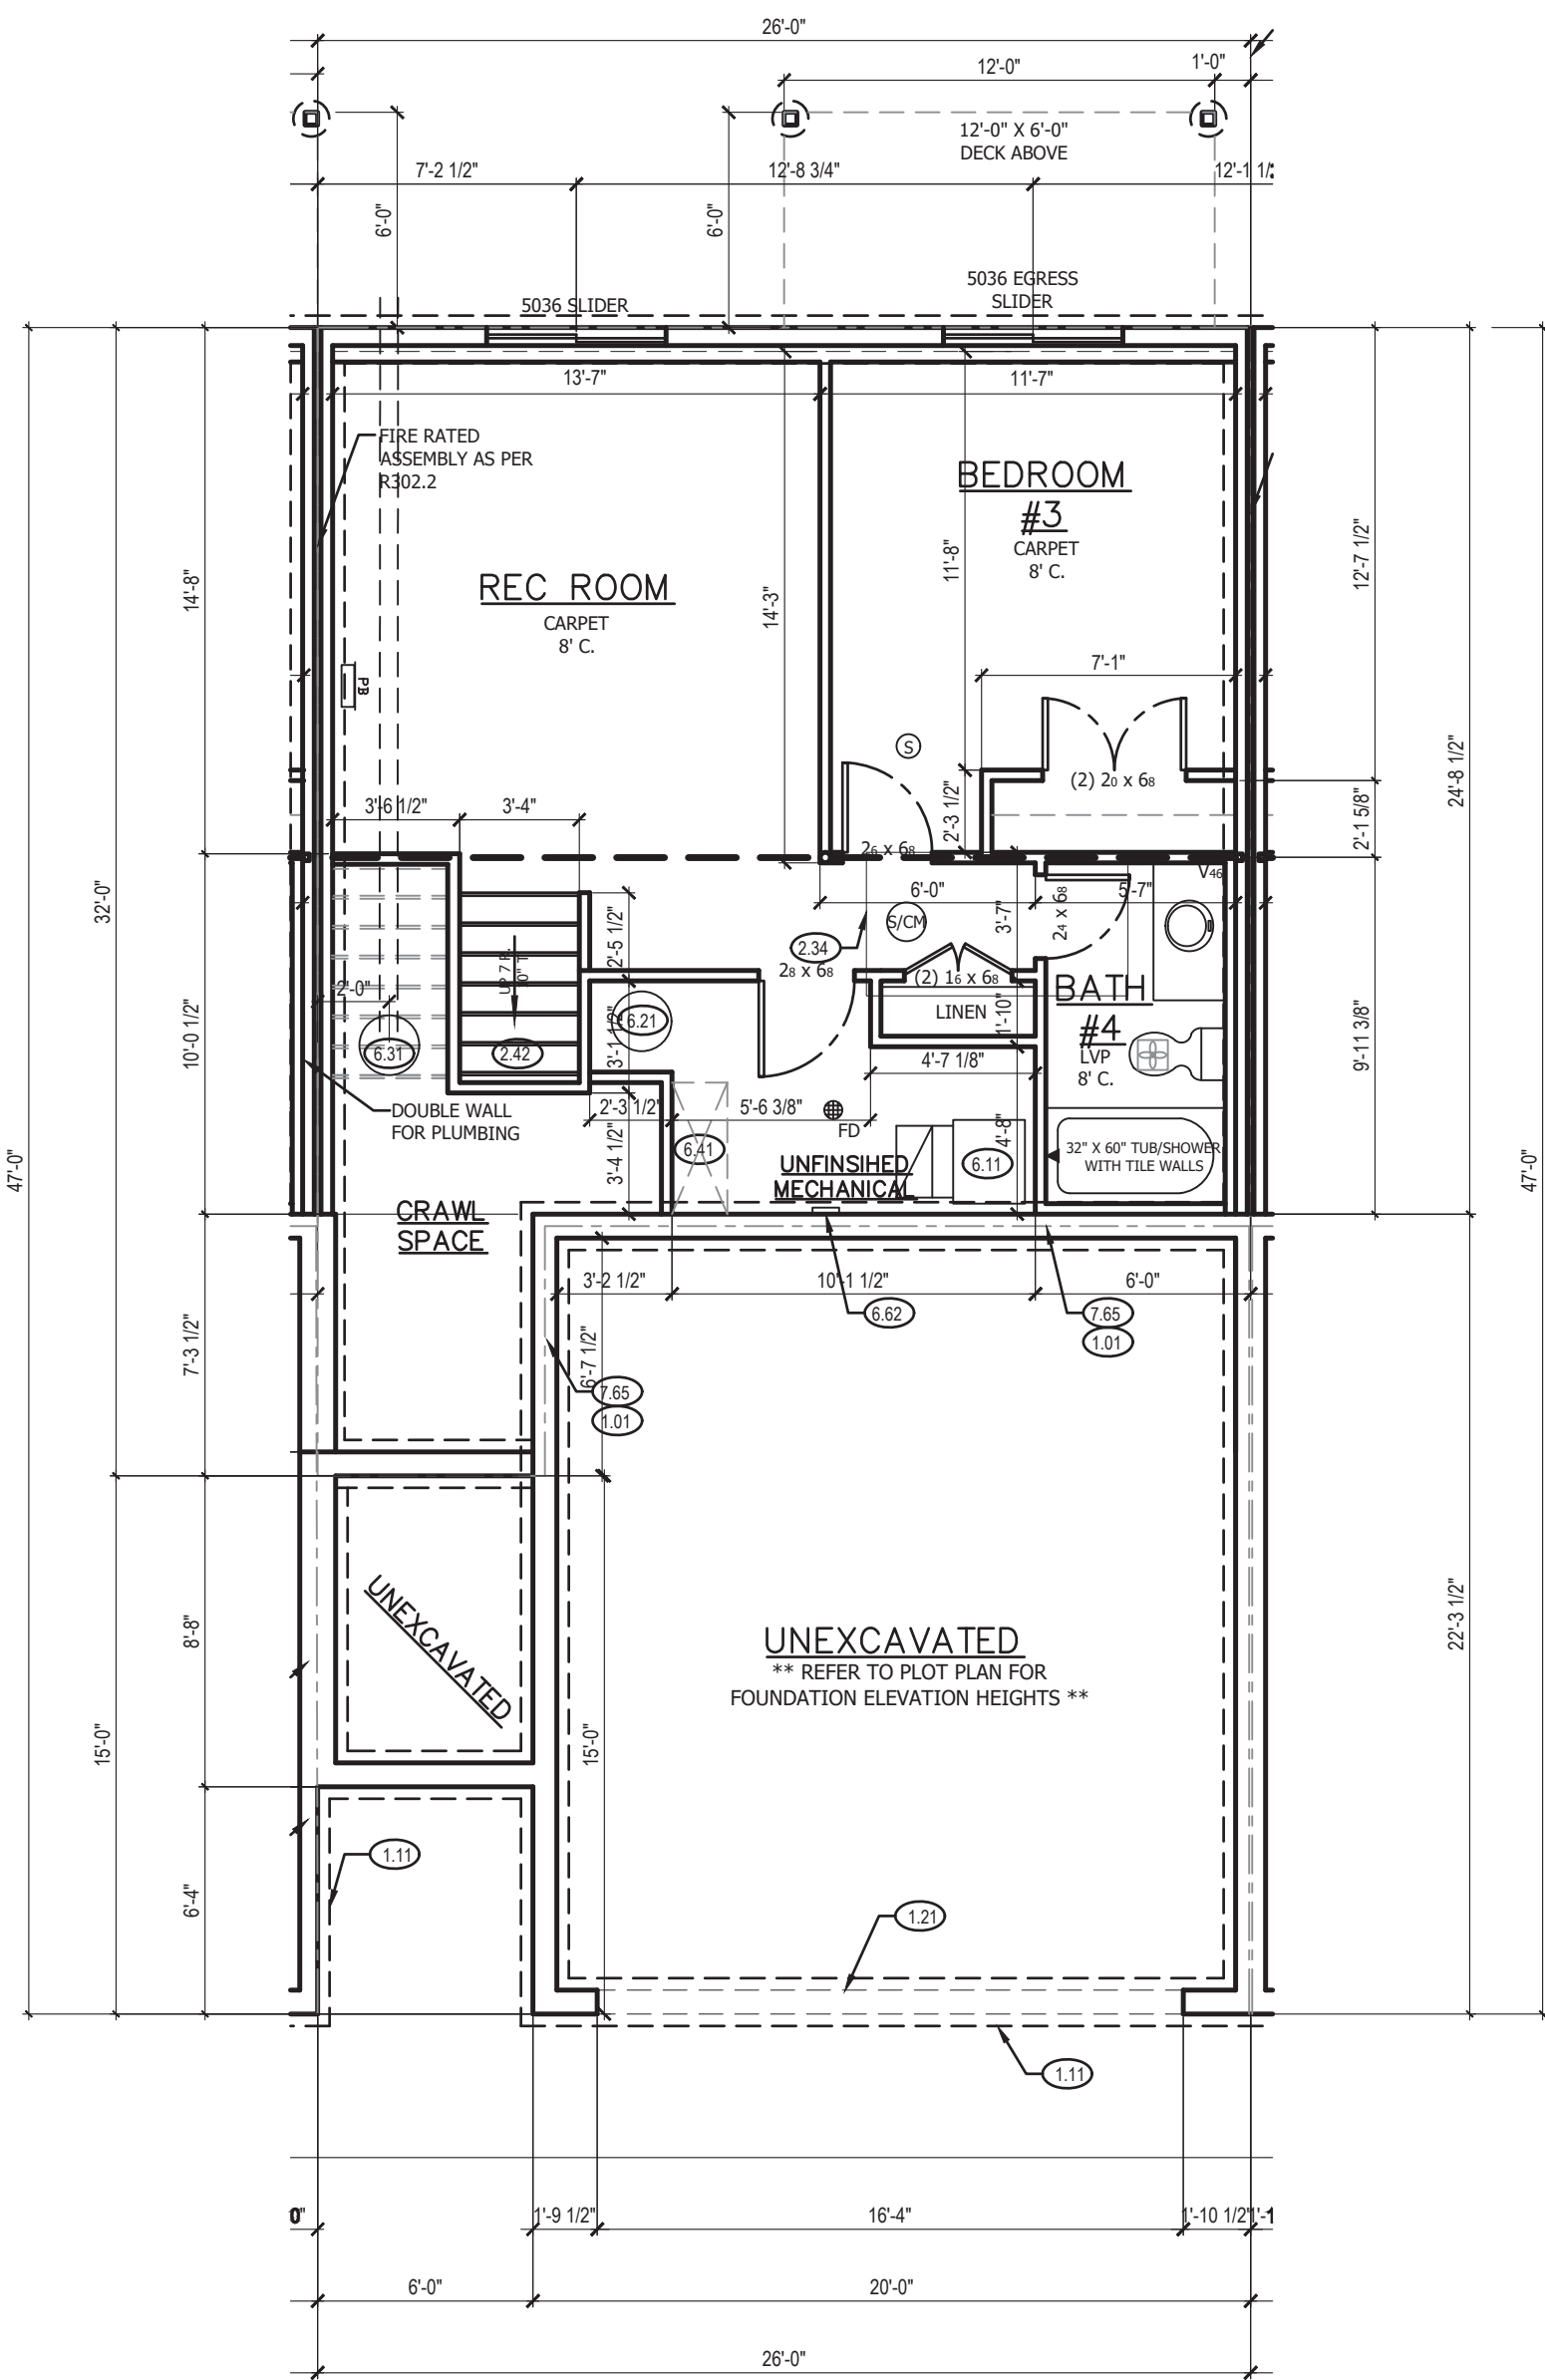 26'-0"
12'-0"
1'-0"
12'-0" X 6'-0"
DECK ABOVE
7'-2 1/2"
12'-8 3/4"
6'-0"
6'-0"
5036 SLIDER
5036 EGRESS
SLIDER
13'-7"
11'-7"
FIRE RATED
ASSEMBLY AS PER
R302.2
BEDROOM
#3
CARPET
8' C.
11'-8"
12'-7 1/2"
14'-8"
REC ROOM
CARPET
8' C.
14'-3"
PB
7'-1"
S
(2) 20 x 68
24'-8 1/2"
3'-6 1/2"
3'-4"
2'-3 1/2"
2'-1 5/8"
26 x 68
V46
32'-0"
6'-0"
5'-7"
S/CM
3'-7"
24 x 68
2'-5 1/2"
2.34
28 x 68
(2) 16 x 68
UP 7 R.
10" T.
2'-0"
BATH
#4
LVP
8' C.
LINEN
1'-10"
10'-0 1/2"
6.21
3'-1 1/2"
6.31
2.42
9'-11 3/8"
4'-7 1/8"
DOUBLE WALL
FOR PLUMBING
2'-3 1/2"
5'-6 3/8"
FD
4'-8"
6.41
3'-4 1/2"
UNFINSIHED
MECHANICAL
6.11
32" X 60" TUB/SHOWER
WITH TILE WALLS
47'-0"
47'-0"
CRAWL
SPACE
3'-2 1/2"
10'-1 1/2"
6'-0"
6.62
7.65
1.01
7'-3 1/2"
6'-7 1/2"
7.65
1.01
UNEXCAVATED
8'-8"
UNEXCAVATED
** REFER TO PLOT PLAN FOR
FOUNDATION ELEVATION HEIGHTS **
22'-3 1/2"
15'-0"
15'-0"
1.11
6'-4"
1.21
1.11
0"
1'-9 1/2"
16'-4"
1'-10 1/2"
6'-0"
20'-0"
26'-0"